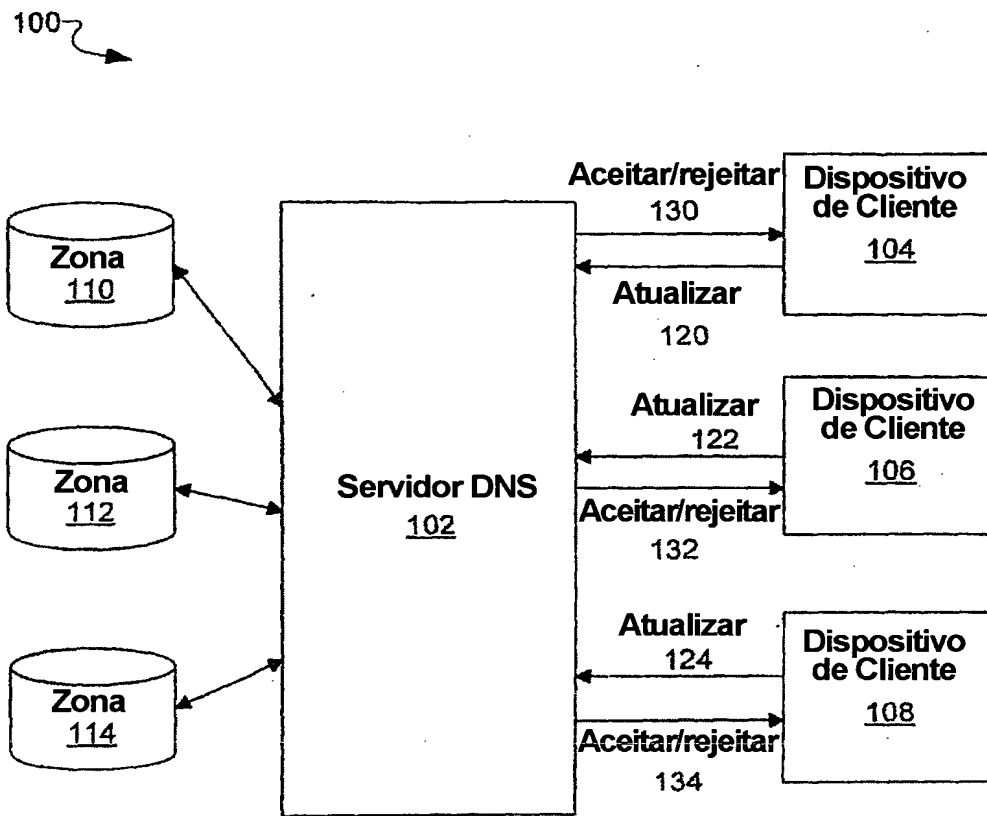 100
Zona
110
Zona
112
Zona
114
Servidor DNS
102
Aceitar/rejeitar
130
Atualizar
120
Atualizar
122
Aceitar/rejeitar
132
Atualizar
124
Aceitar/rejeitar
134
Dispositivo
de Cliente
104
Dispositivo
de Cliente
106
Dispositivo
de Cliente
108